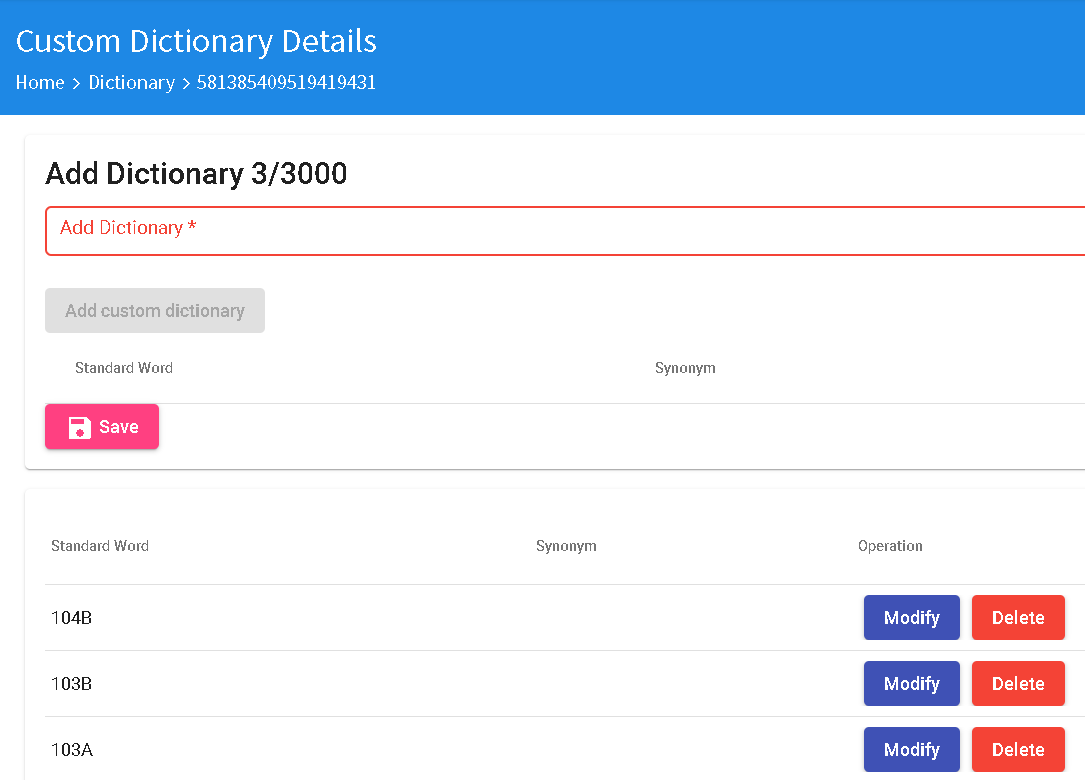 Custom Dictionary Details
Home > Dictionary > 581385409519419431
Add Dictionary 3/3000
Add Dictionary *
Add custom dictionary
Standard Word Synonym
Save
Standard Word Synonym Operation
104B Modify Delete
103B Modify Delete
103A Modify Delete